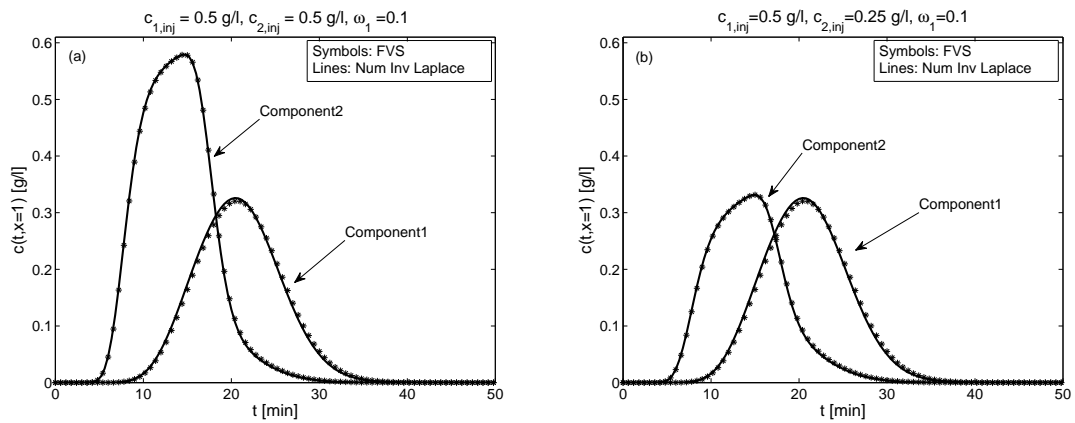 c1,inj = 0.5 g/l, c2,inj = 0.5 g/l, ω1=0.1
(a)
Symbols: FVS
Lines: Num Inv Laplace
Component2
Component1
c(t,x=1) [g/l]
0.6
0.5
0.4
0.3
0.2
0.1
0
0 10 20 30 40 50
t [min]
c1,inj=0.5 g/l, c2,inj=0.25 g/l, ω1=0.1
(b)
Symbols: FVS
Lines: Num Inv Laplace
Component2
Component1
c(t,x=1) [g/l]
0.6
0.5
0.4
0.3
0.2
0.1
0
0 10 20 30 40 50
t [min]